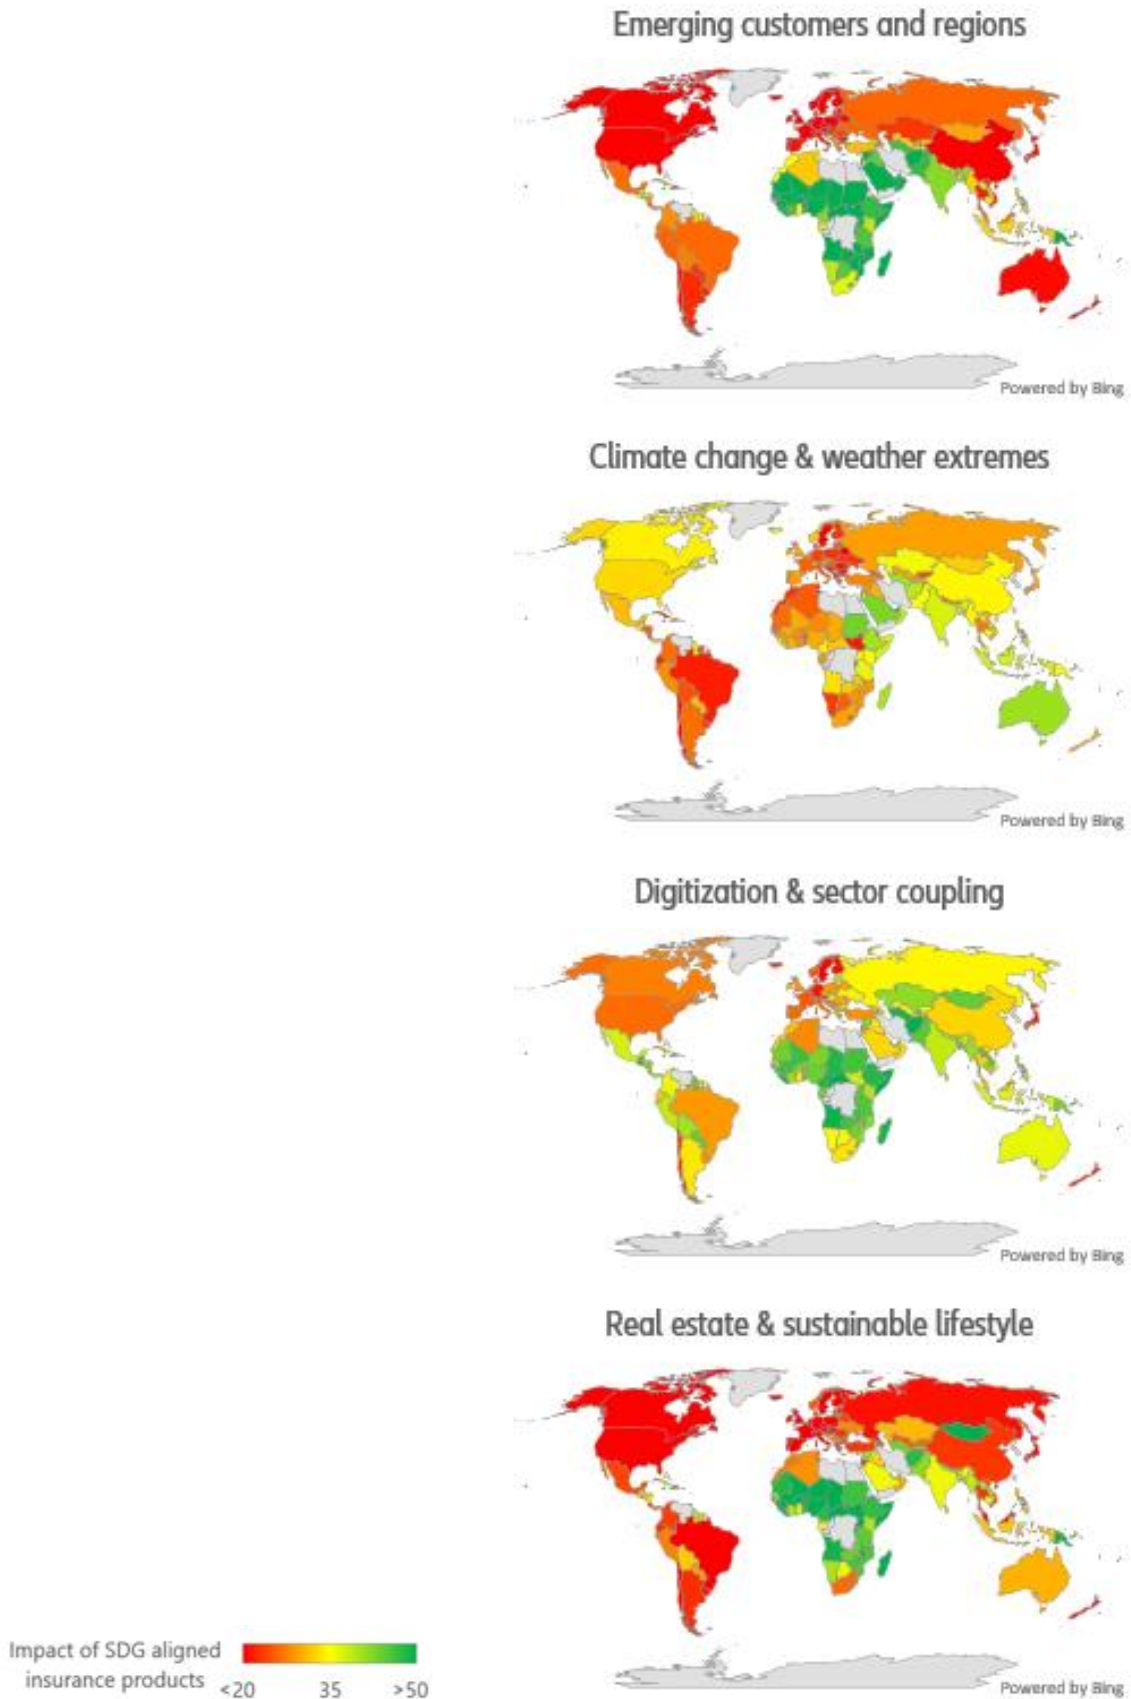 Emerging customers and regions
Powered by Bing
Climate change & weather extremes
Powered by Bing
Digitization & sector coupling
Powered by Bing
Real estate & sustainable lifestyle
Powered by Bing
Impact of SDG aligned
insurance products
<20 35 >50